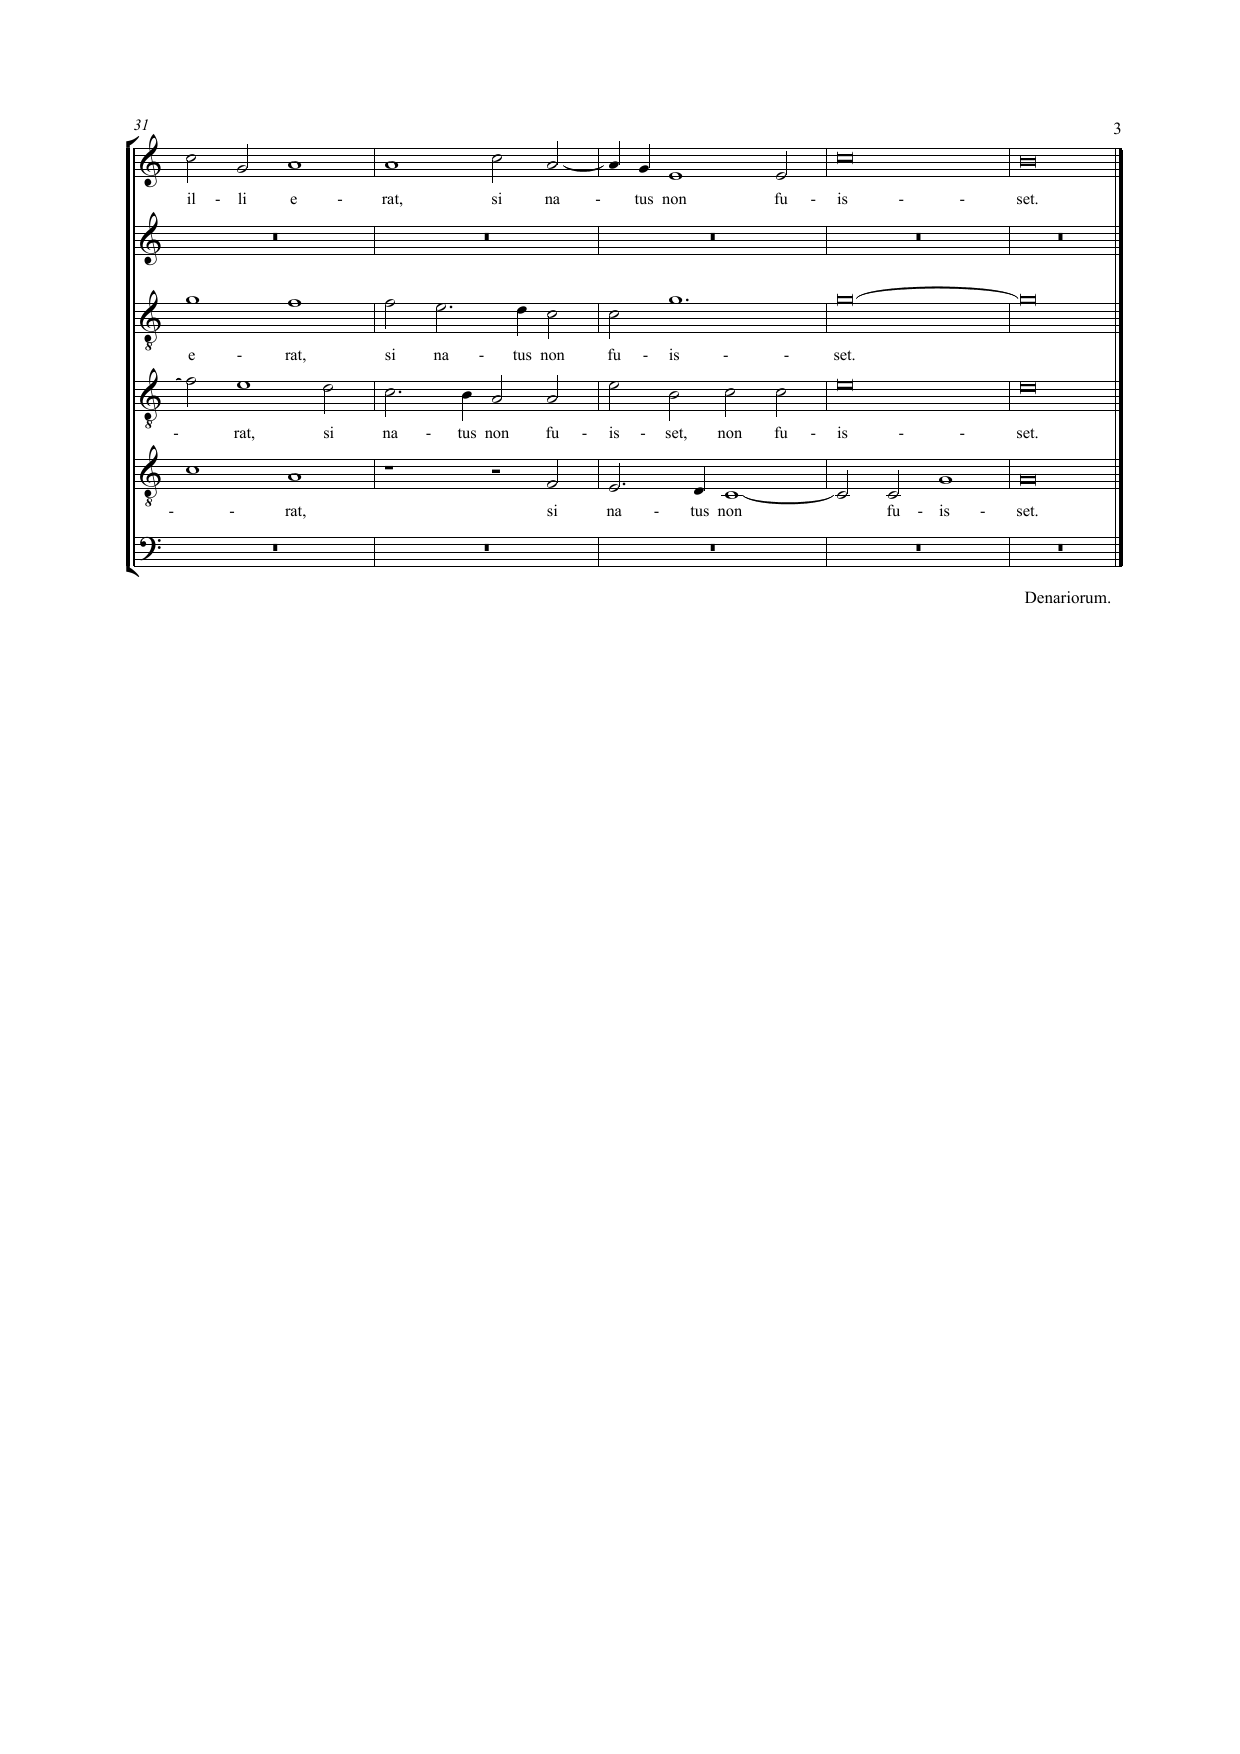 31
3
il - li e - rat, si na - tus non fu - is - - set.
e - rat, si na - tus non fu - is - - set.
- rat, si na - tus non fu - is - set, non fu - is - - set.
- - rat, si na - tus non fu - is - set.
Denariorum.